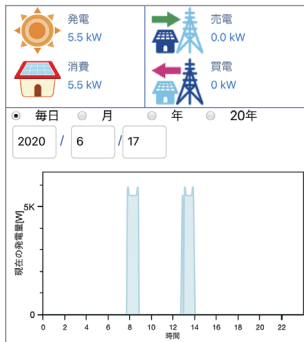 発電
5.5 kW
売電
0.0 kW
消費
5.5 kW
買電
0 kW
毎日 月 年 20年
2020 / 6 / 17
現在の発電量[W]
5K
0
0 2 4 6 8 10 12 14 16 18 20 22
時間